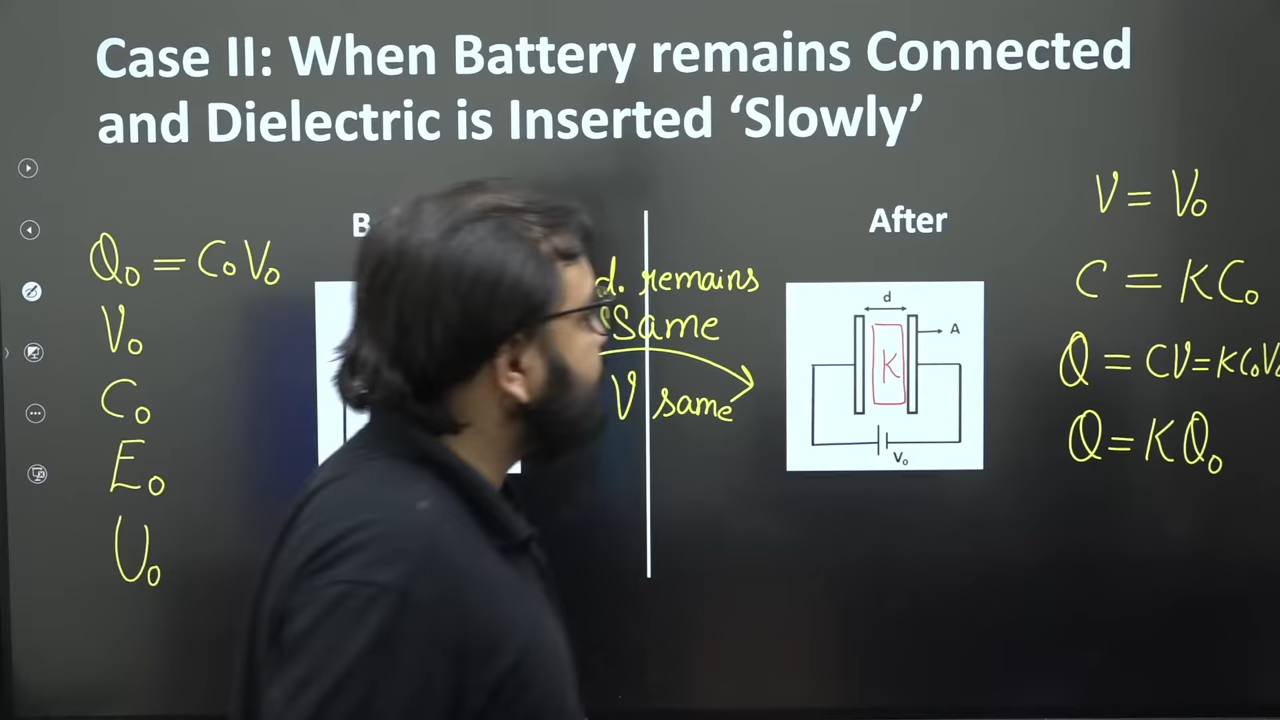 Case II: When Battery remains Connected
and Dielectric is Inserted ‘Slowly’
B
Q₀ = C₀V₀
V₀
C₀
E₀
U₀
d. remains
same
V same
After
d
A
K
V₀
V = V₀
C = KC₀
Q = CV=KC₀V₀
Q = KQ₀